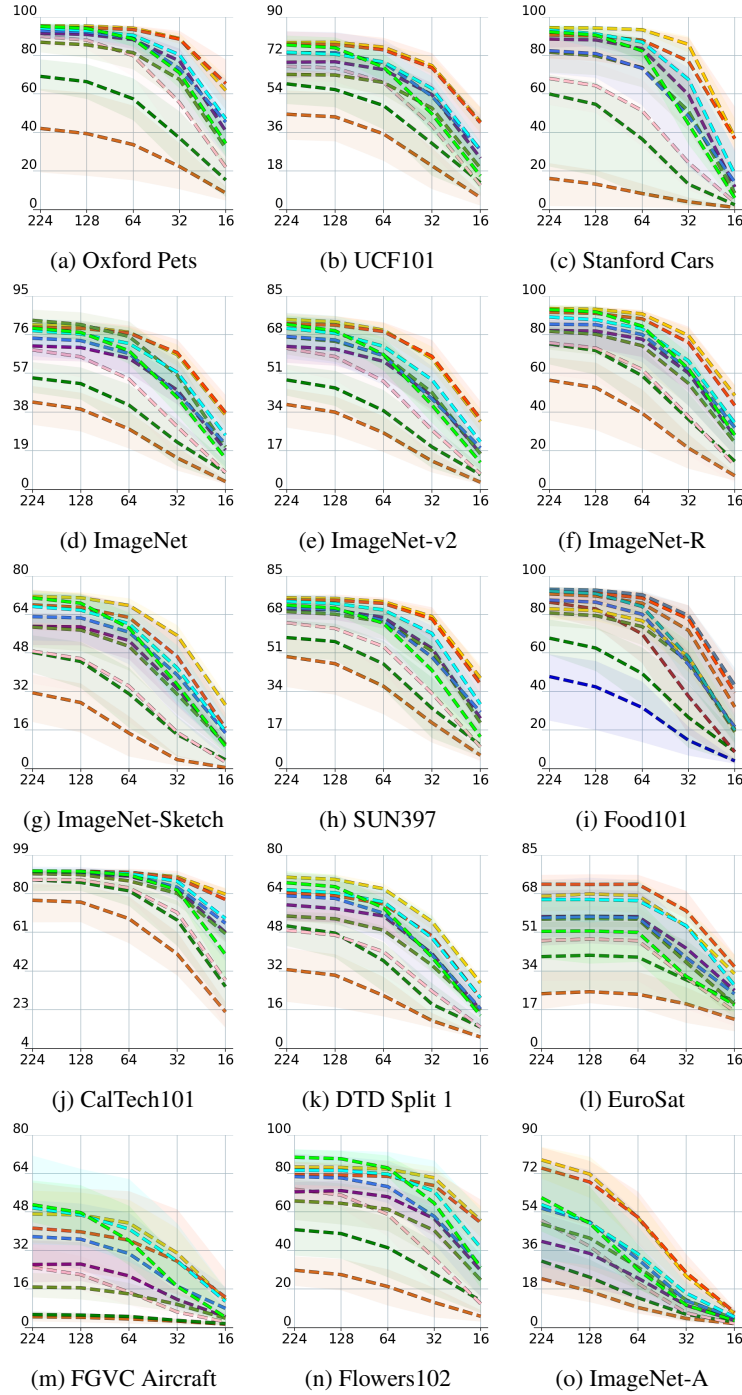 100 90 100
80 72 80
60 54 60
40 36 40
20 18 20
0 0 0
224 128 64 32 16 224 128 64 32 16 224 128 64 32 16
(a) Oxford Pets (b) UCF101 (c) Stanford Cars
95 85 100
76 68 80
57 51 60
38 34 40
19 17 20
0 0 0
224 128 64 32 16 224 128 64 32 16 224 128 64 32 16
(d) ImageNet (e) ImageNet-v2 (f) ImageNet-R
80 85 100
64 68 80
48 51 60
32 34 40
16 17 20
0 0 0
224 128 64 32 16 224 128 64 32 16 224 128 64 32 16
(g) ImageNet-Sketch (h) SUN397 (i) Food101
99 80 85
80 64 68
61 48 51
42 32 34
23 16 17
4 0 0
224 128 64 32 16 224 128 64 32 16 224 128 64 32 16
(j) CalTech101 (k) DTD Split 1 (l) EuroSat
80 100 90
64 80 72
48 60 54
32 40 36
16 20 18
0 0 0
224 128 64 32 16 224 128 64 32 16 224 128 64 32 16
(m) FGVC Aircraft (n) Flowers102 (o) ImageNet-A